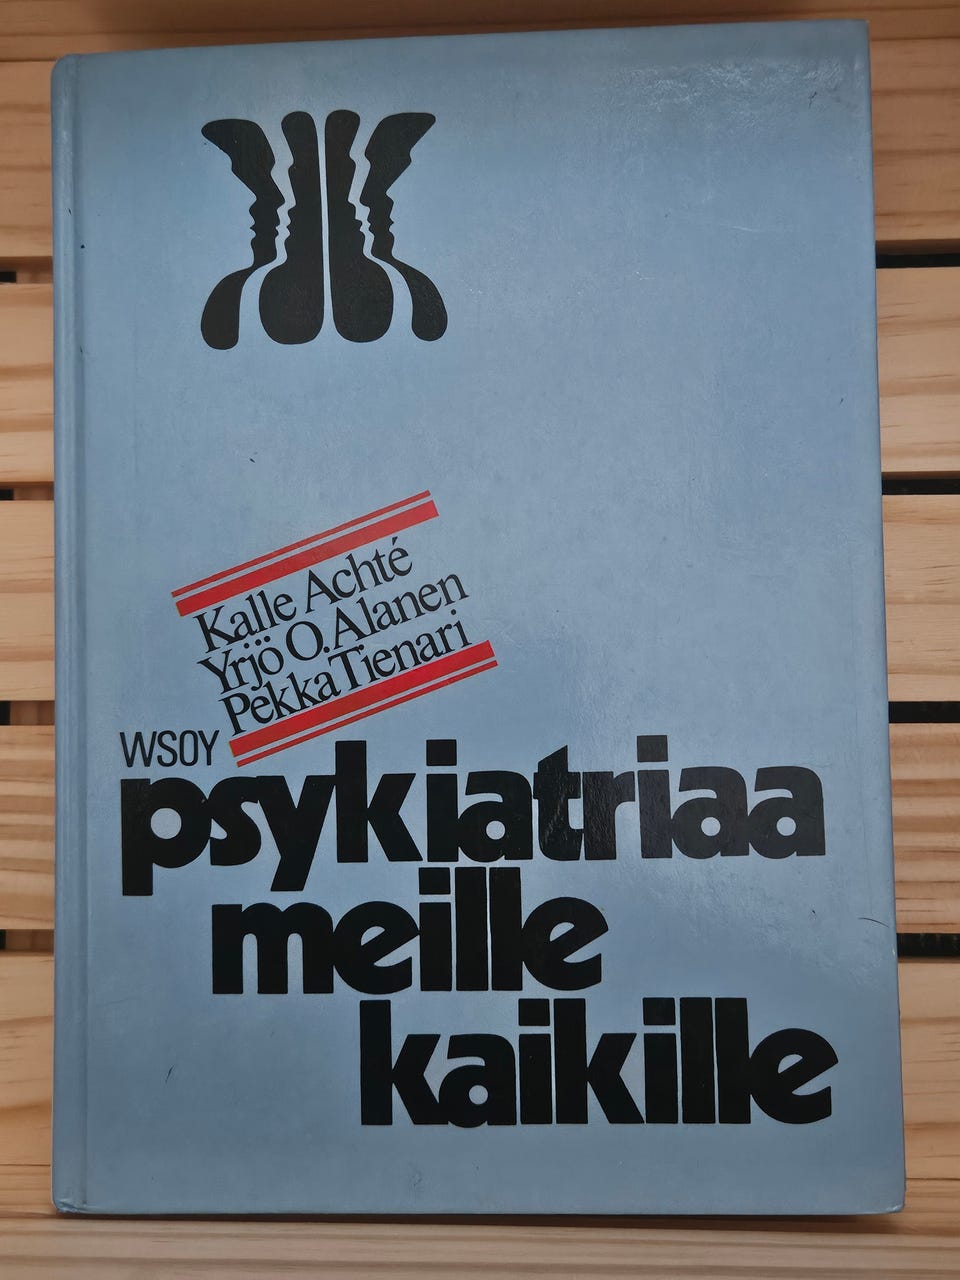 Kalle Achté
Yrjö O. Alanen
Pekka Tienari
WSOY
psykiatriaa
meille
kaikille